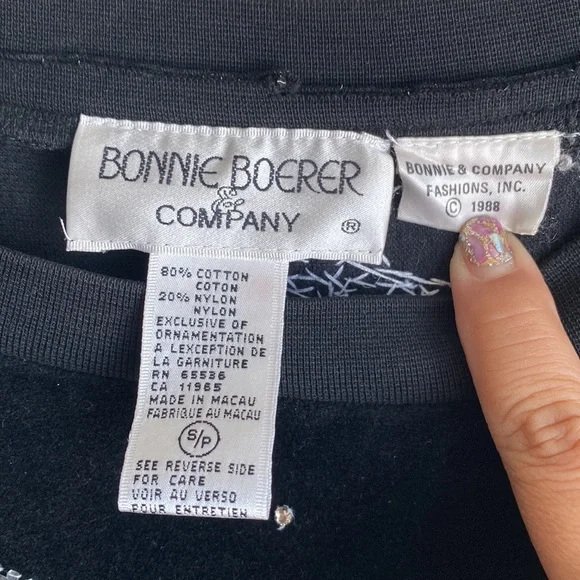 BONNIE BOERER
&
COMPANY
®
BONNIE & COMPANY
FASHIONS, INC.
© 1988
80% COTTON
COTON
20% NYLON
NYLON
EXCLUSIVE OF
ORNAMENTATION
A LEXCEPTION DE
LA GARNITURE
RN 65536
CA 11965
MADE IN MACAU
FABRIQUE AU MACAU
S/P
SEE REVERSE SIDE
FOR CARE
VOIR AU VERSO
POUR ENTRETIEN